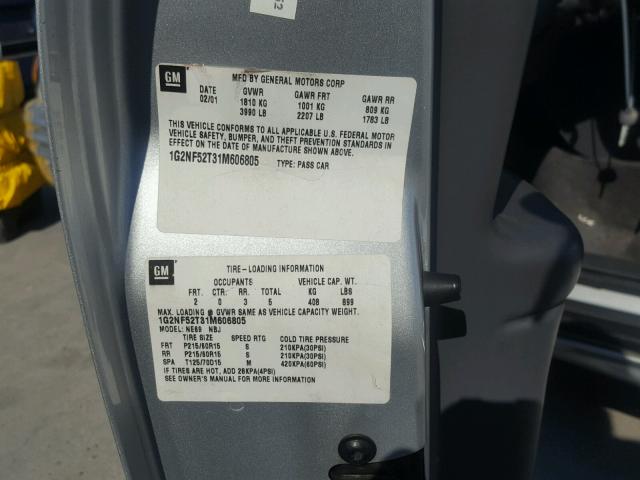 GM
MFD BY GENERAL MOTORS CORP
DATE GVWR GAWR FRT GAWR RR
02/01 1810 KG 1001 KG 809 KG
3990 LB 2207 LB 1783 LB
THIS VEHICLE CONFORMS TO ALL APPLICABLE U.S. FEDERAL MOTOR
VEHICLE SAFETY, BUMPER, AND THEFT PREVENTION STANDARDS IN
EFFECT ON THE DATE OF MANUFACTURE SHOWN ABOVE.
1G2NF52T31M606805 TYPE: PASS CAR
GM
TIRE-LOADING INFORMATION
OCCUPANTS VEHICLE CAP. WT.
FRT. CTR. RR. TOTAL KG LBS
2 0 3 5 408 899
MAX. LOADING @ GVWR SAME AS VEHICLE CAPACITY WEIGHT.
1G2NF52T31M606805
MODEL: NE69 NBJ
TIRE SIZE SPEED RTG COLD TIRE PRESSURE
FRT P215/60R15 S 210KPA(30PSI)
RR P215/60R15 S 210KPA(30PSI)
SPA T125/70D15 M 420KPA(60PSI)
IF TIRES ARE HOT, ADD 28KPA(4PSI)
SEE OWNER'S MANUAL FOR MORE INFORMATION